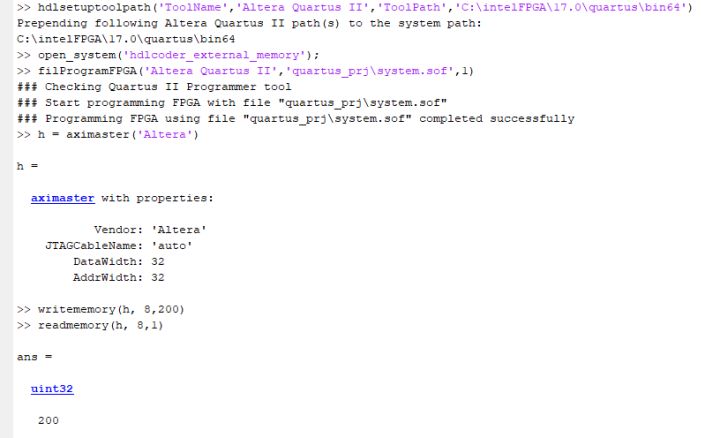 >> hdlsetuptoolpath('ToolName','Altera Quartus II','ToolPath','C:\intelFPGA\17.0\quartus\bin64')
Prepending following Altera Quartus II path(s) to the system path:
C:\intelFPGA\17.0\quartus\bin64
>> open_system('hdlcoder_external_memory');
>> filProgramFPGA('Altera Quartus II','quartus_prj\system.sof',1)
### Checking Quartus II Programmer tool
### Start programming FPGA with file "quartus_prj\system.sof"
### Programming FPGA using file "quartus_prj\system.sof" completed successfully
>> h = aximaster('Altera')
h =
aximaster with properties:
Vendor: 'Altera'
JTAGCableName: 'auto'
DataWidth: 32
AddrWidth: 32
>> writememory(h, 8,200)
>> readmemory(h, 8,1)
ans =
uint32
200